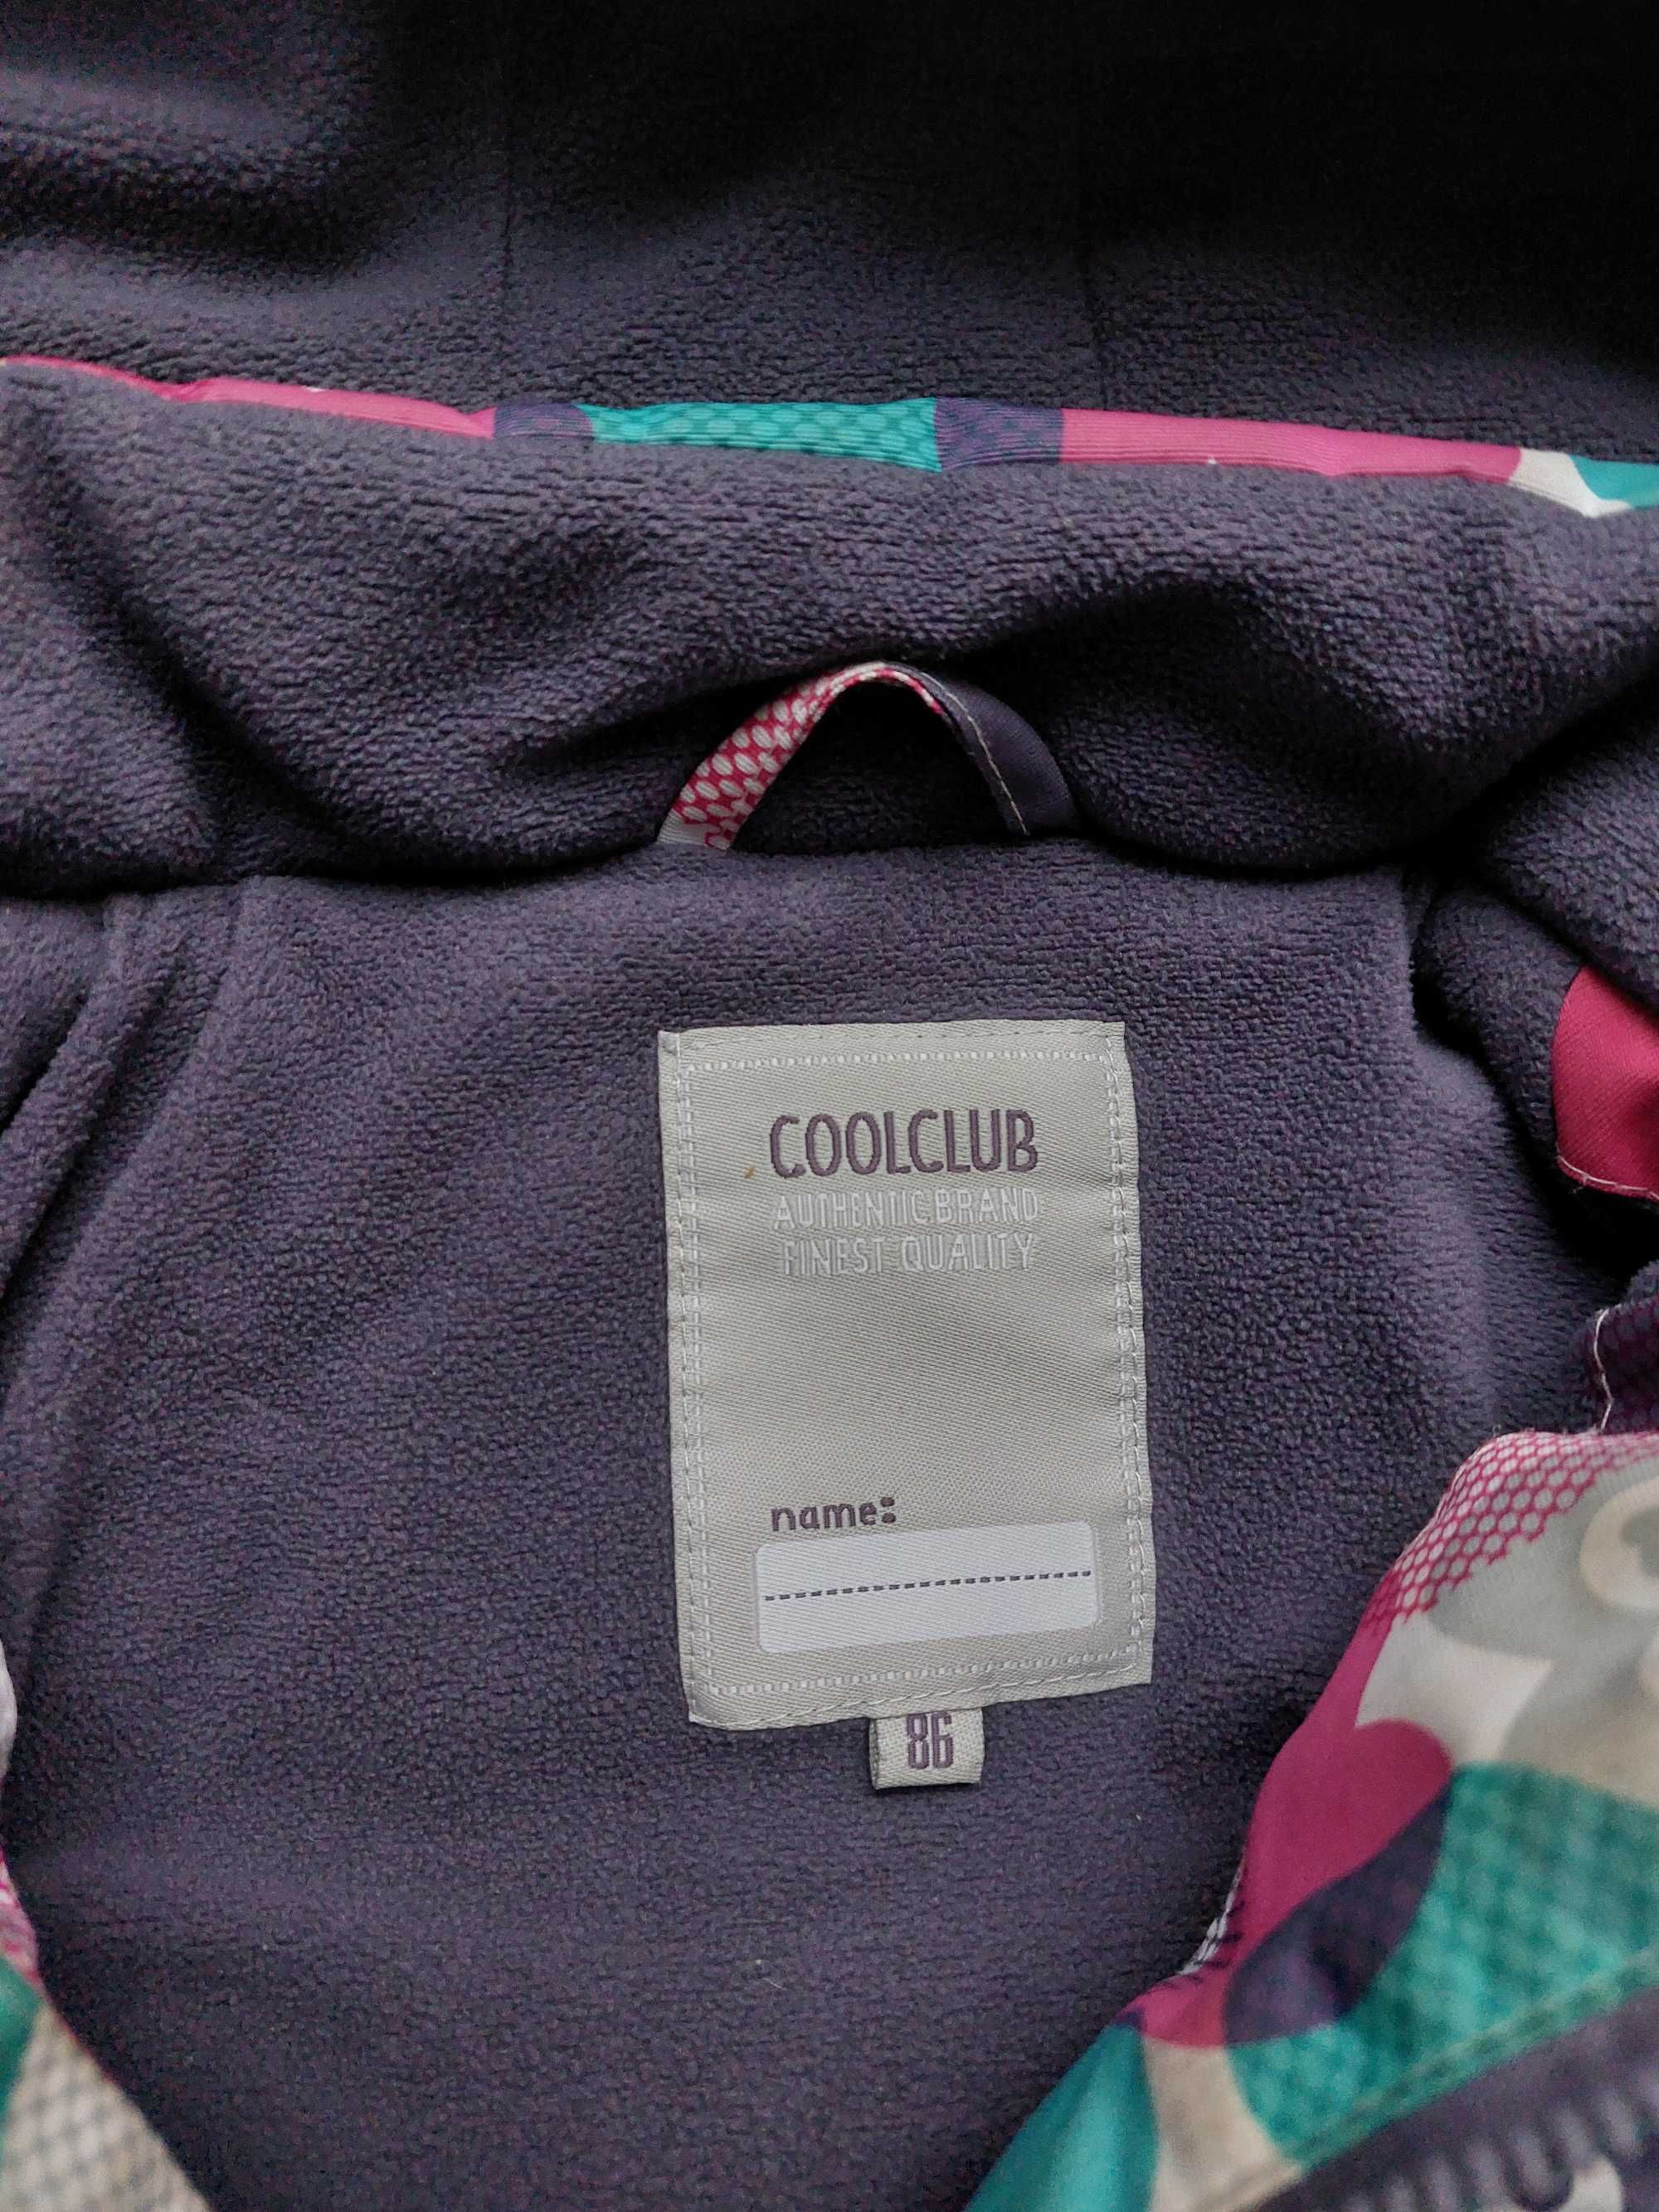 COOLCLUB
AUTHENTIC BRAND
FINEST QUALITY
name:
86